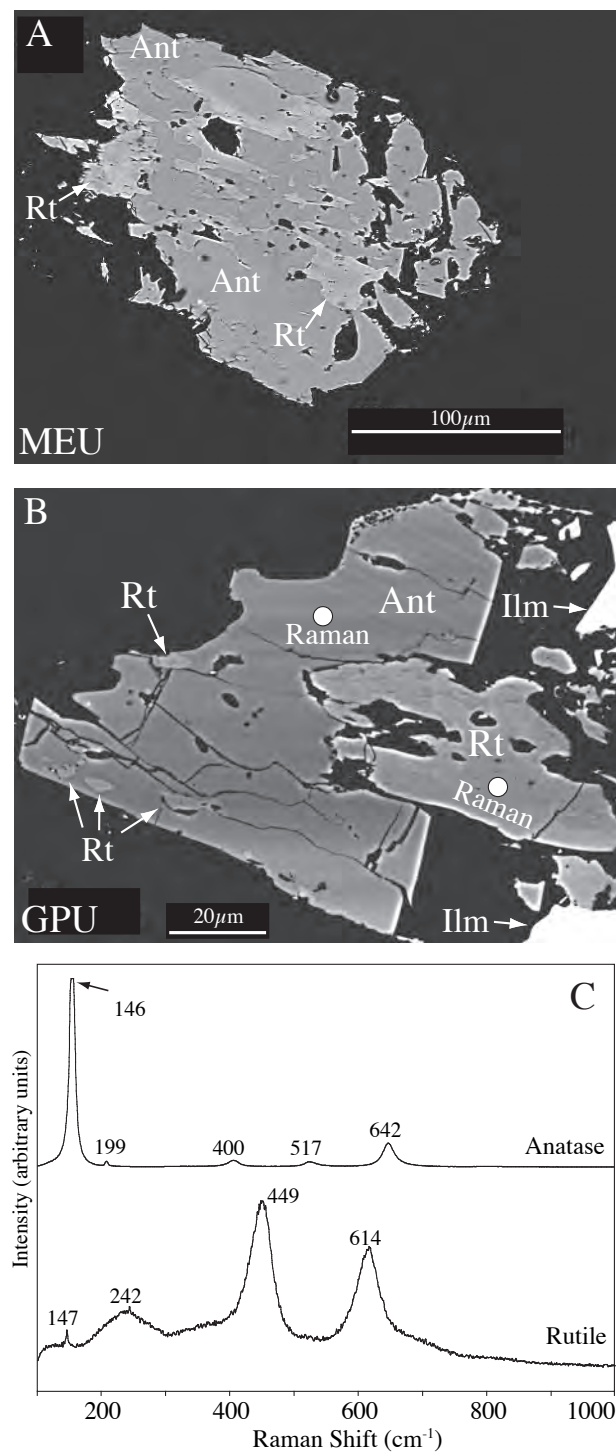 A
Ant
Rt
Ant
Rt
100µm
MEU
B
Rt
Ant
Ilm
Raman
Rt
Raman
Rt
GPU
20µm
Ilm
C
146
199
400
517
642
Anatase
449
614
242
147
Rutile
Intensity (arbitrary units)
200
400
600
800
1000
Raman Shift (cm⁻¹)